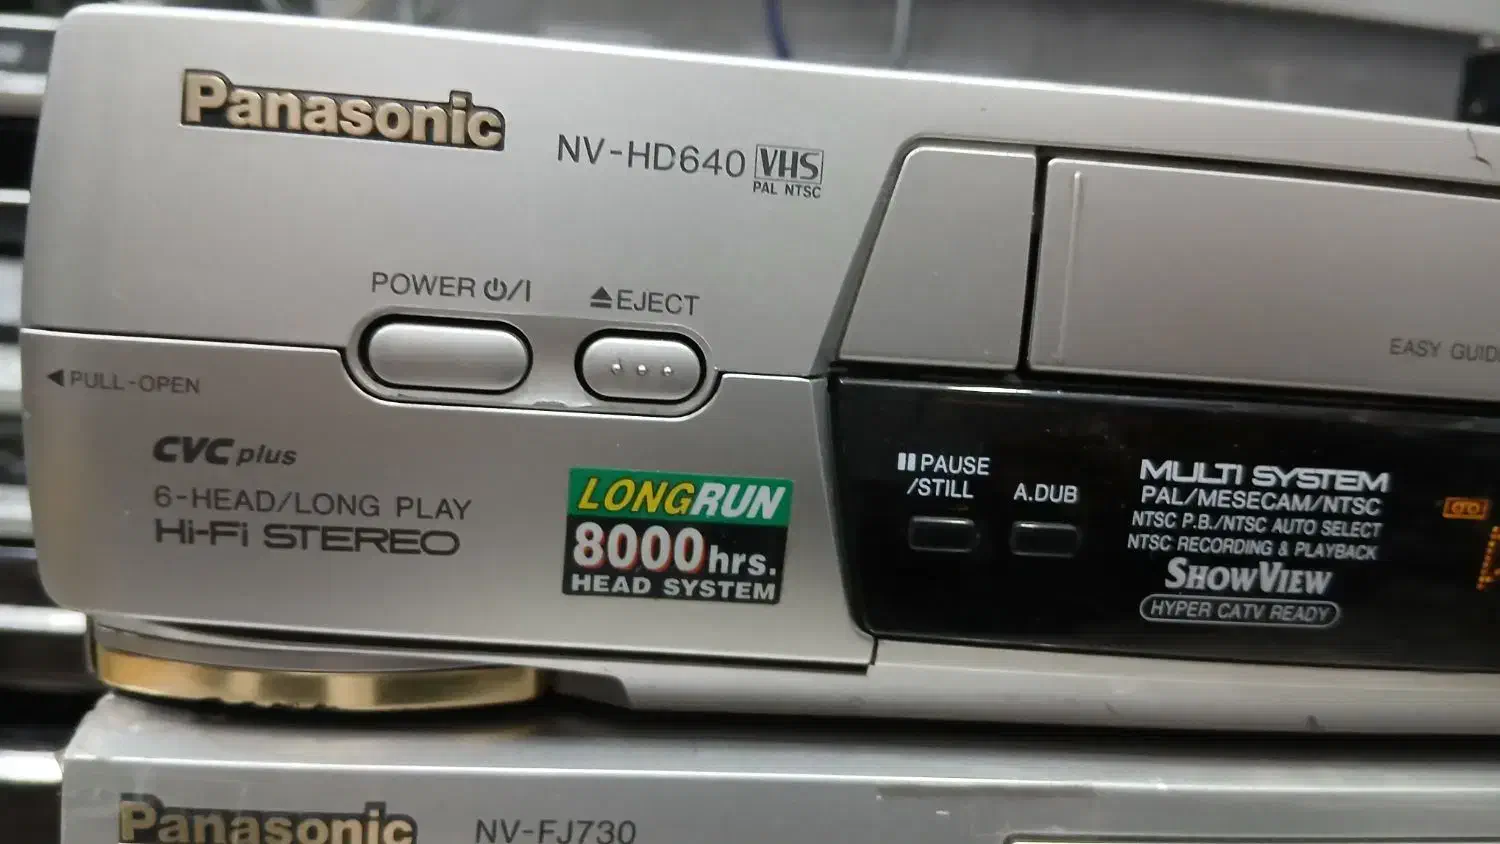 Panasonic
NV-HD640 VHS
PAL NTSC
POWER ⏻/I
▲EJECT
◀PULL-OPEN
EASY GUID
CVC plus
6-HEAD/LONG PLAY
Hi-Fi STEREO
LONGRUN
8000hrs.
HEAD SYSTEM
PAUSE
/STILL
A.DUB
MULTI SYSTEM
PAL/MESECAM/NTSC
NTSC P.B./NTSC AUTO SELECT
NTSC RECORDING & PLAYBACK
SHOWVIEW
HYPER CATV READY
Panasonic
NV-FJ730